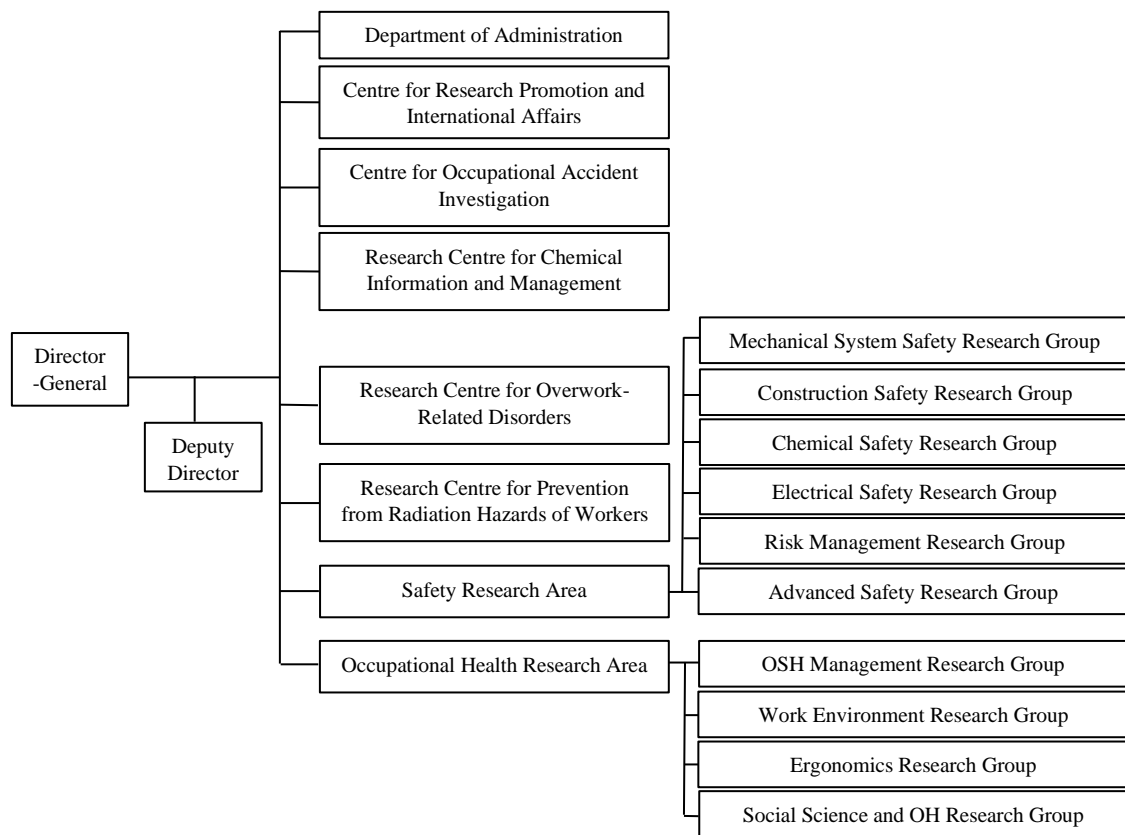 Director
-General
Deputy
Director
Department of Administration
Centre for Research Promotion and
International Affairs
Centre for Occupational Accident
Investigation
Research Centre for Chemical
Information and Management
Research Centre for Overwork-
Related Disorders
Research Centre for Prevention
from Radiation Hazards of Workers
Safety Research Area
Mechanical System Safety Research Group
Construction Safety Research Group
Chemical Safety Research Group
Electrical Safety Research Group
Risk Management Research Group
Advanced Safety Research Group
Occupational Health Research Area
OSH Management Research Group
Work Environment Research Group
Ergonomics Research Group
Social Science and OH Research Group